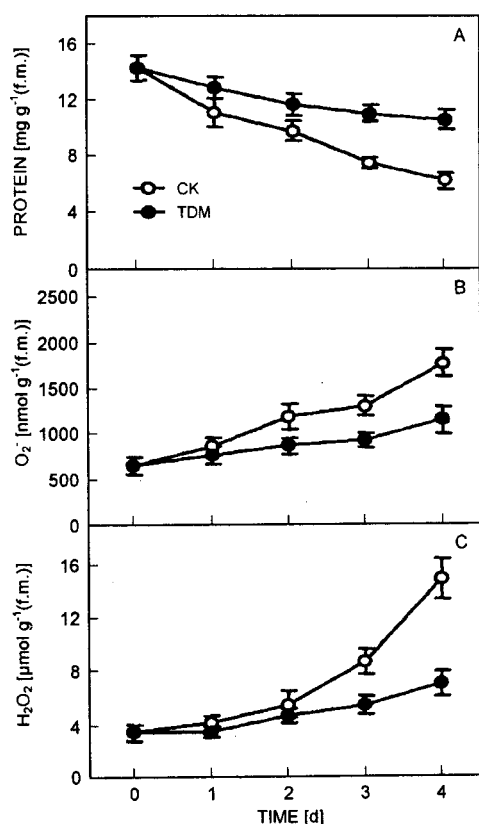 A
PROTEIN [mg g-1(f.m.)]
16
12
8
4
0
CK
TDM
B
O2- [nmol g-1(f.m.)]
2500
2000
1500
1000
500
0
C
H2O2 [µmol g-1(f.m.)]
16
12
8
4
0
0 1 2 3 4
TIME [d]